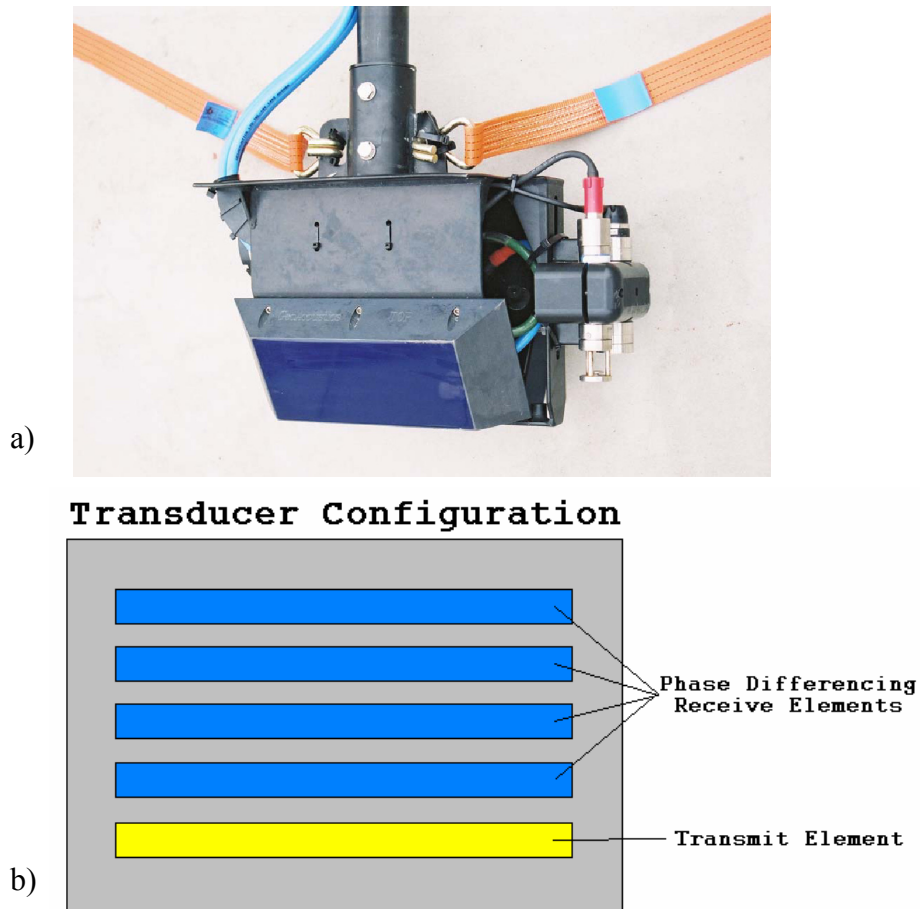 a)
Transducer Configuration
Phase Differencing
Receive Elements
Transmit Element
b)